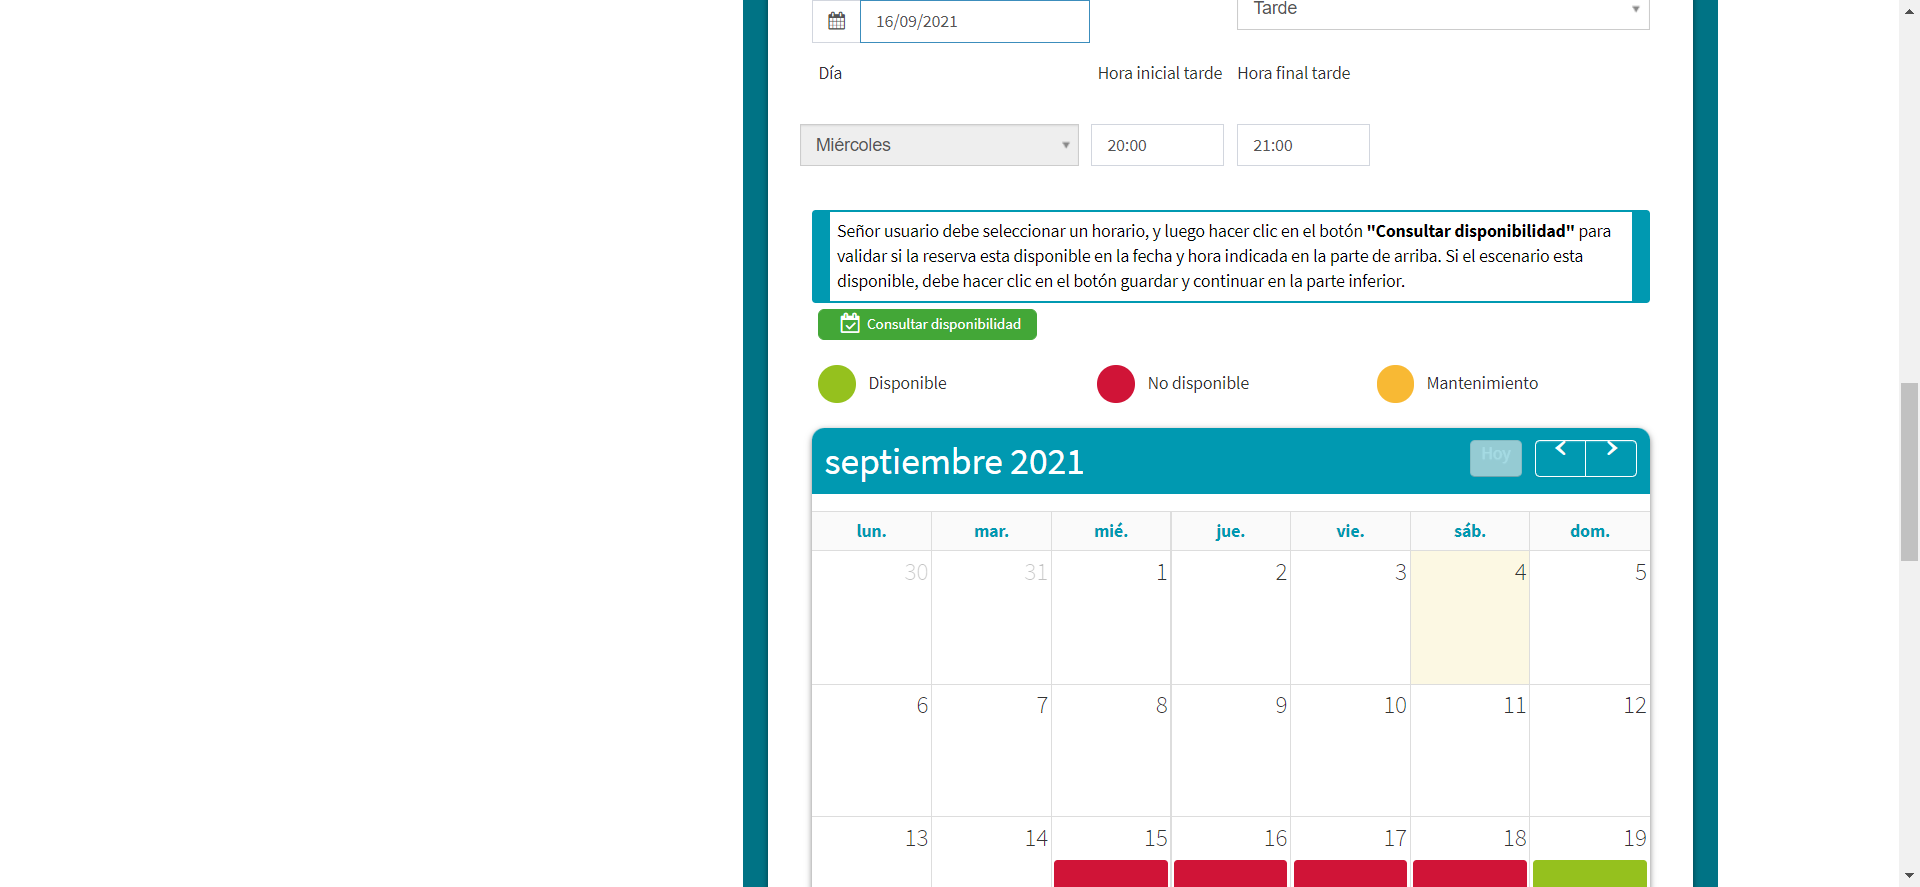 16/09/2021
Tarde
Día
Hora inicial tarde
Hora final tarde
Miércoles
20:00
21:00
Señor usuario debe seleccionar un horario, y luego hacer clic en el botón "Consultar disponibilidad" para
validar si la reserva esta disponible en la fecha y hora indicada en la parte de arriba. Si el escenario esta
disponible, debe hacer clic en el botón guardar y continuar en la parte inferior.
Consultar disponibilidad
Disponible
No disponible
Mantenimiento
septiembre 2021
Hoy
lun. mar. mié. jue. vie. sáb. dom.
30 31 1 2 3 4 5
6 7 8 9 10 11 12
13 14 15 16 17 18 19